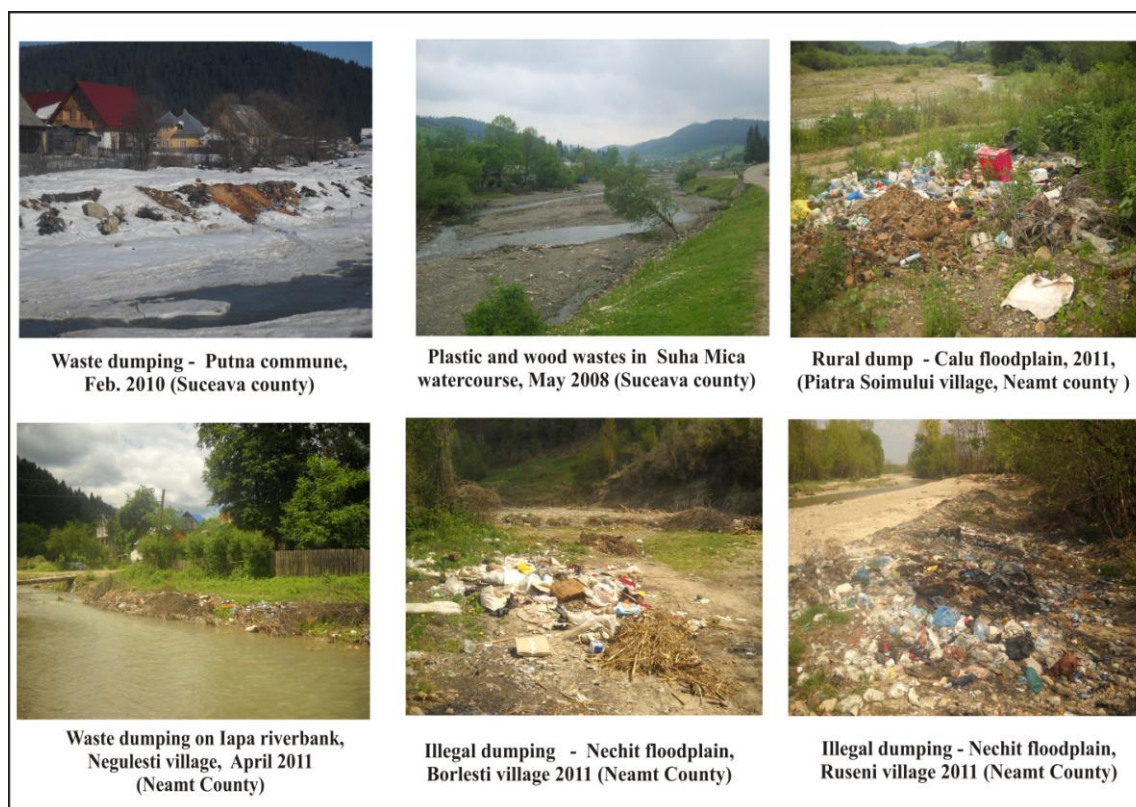 Waste dumping - Putna commune,
Feb. 2010 (Suceava county)
Plastic and wood wastes in Suha Mica
watercourse, May 2008 (Suceava county)
Rural dump - Calu floodplain, 2011,
(Piatra Soimului village, Neamt county )
Waste dumping on Iapa riverbank,
Negulesti village, April 2011
(Neamt County)
Illegal dumping - Nechit floodplain,
Borlesti village 2011 (Neamt County)
Illegal dumping - Nechit floodplain,
Ruseni village 2011 (Neamt County)